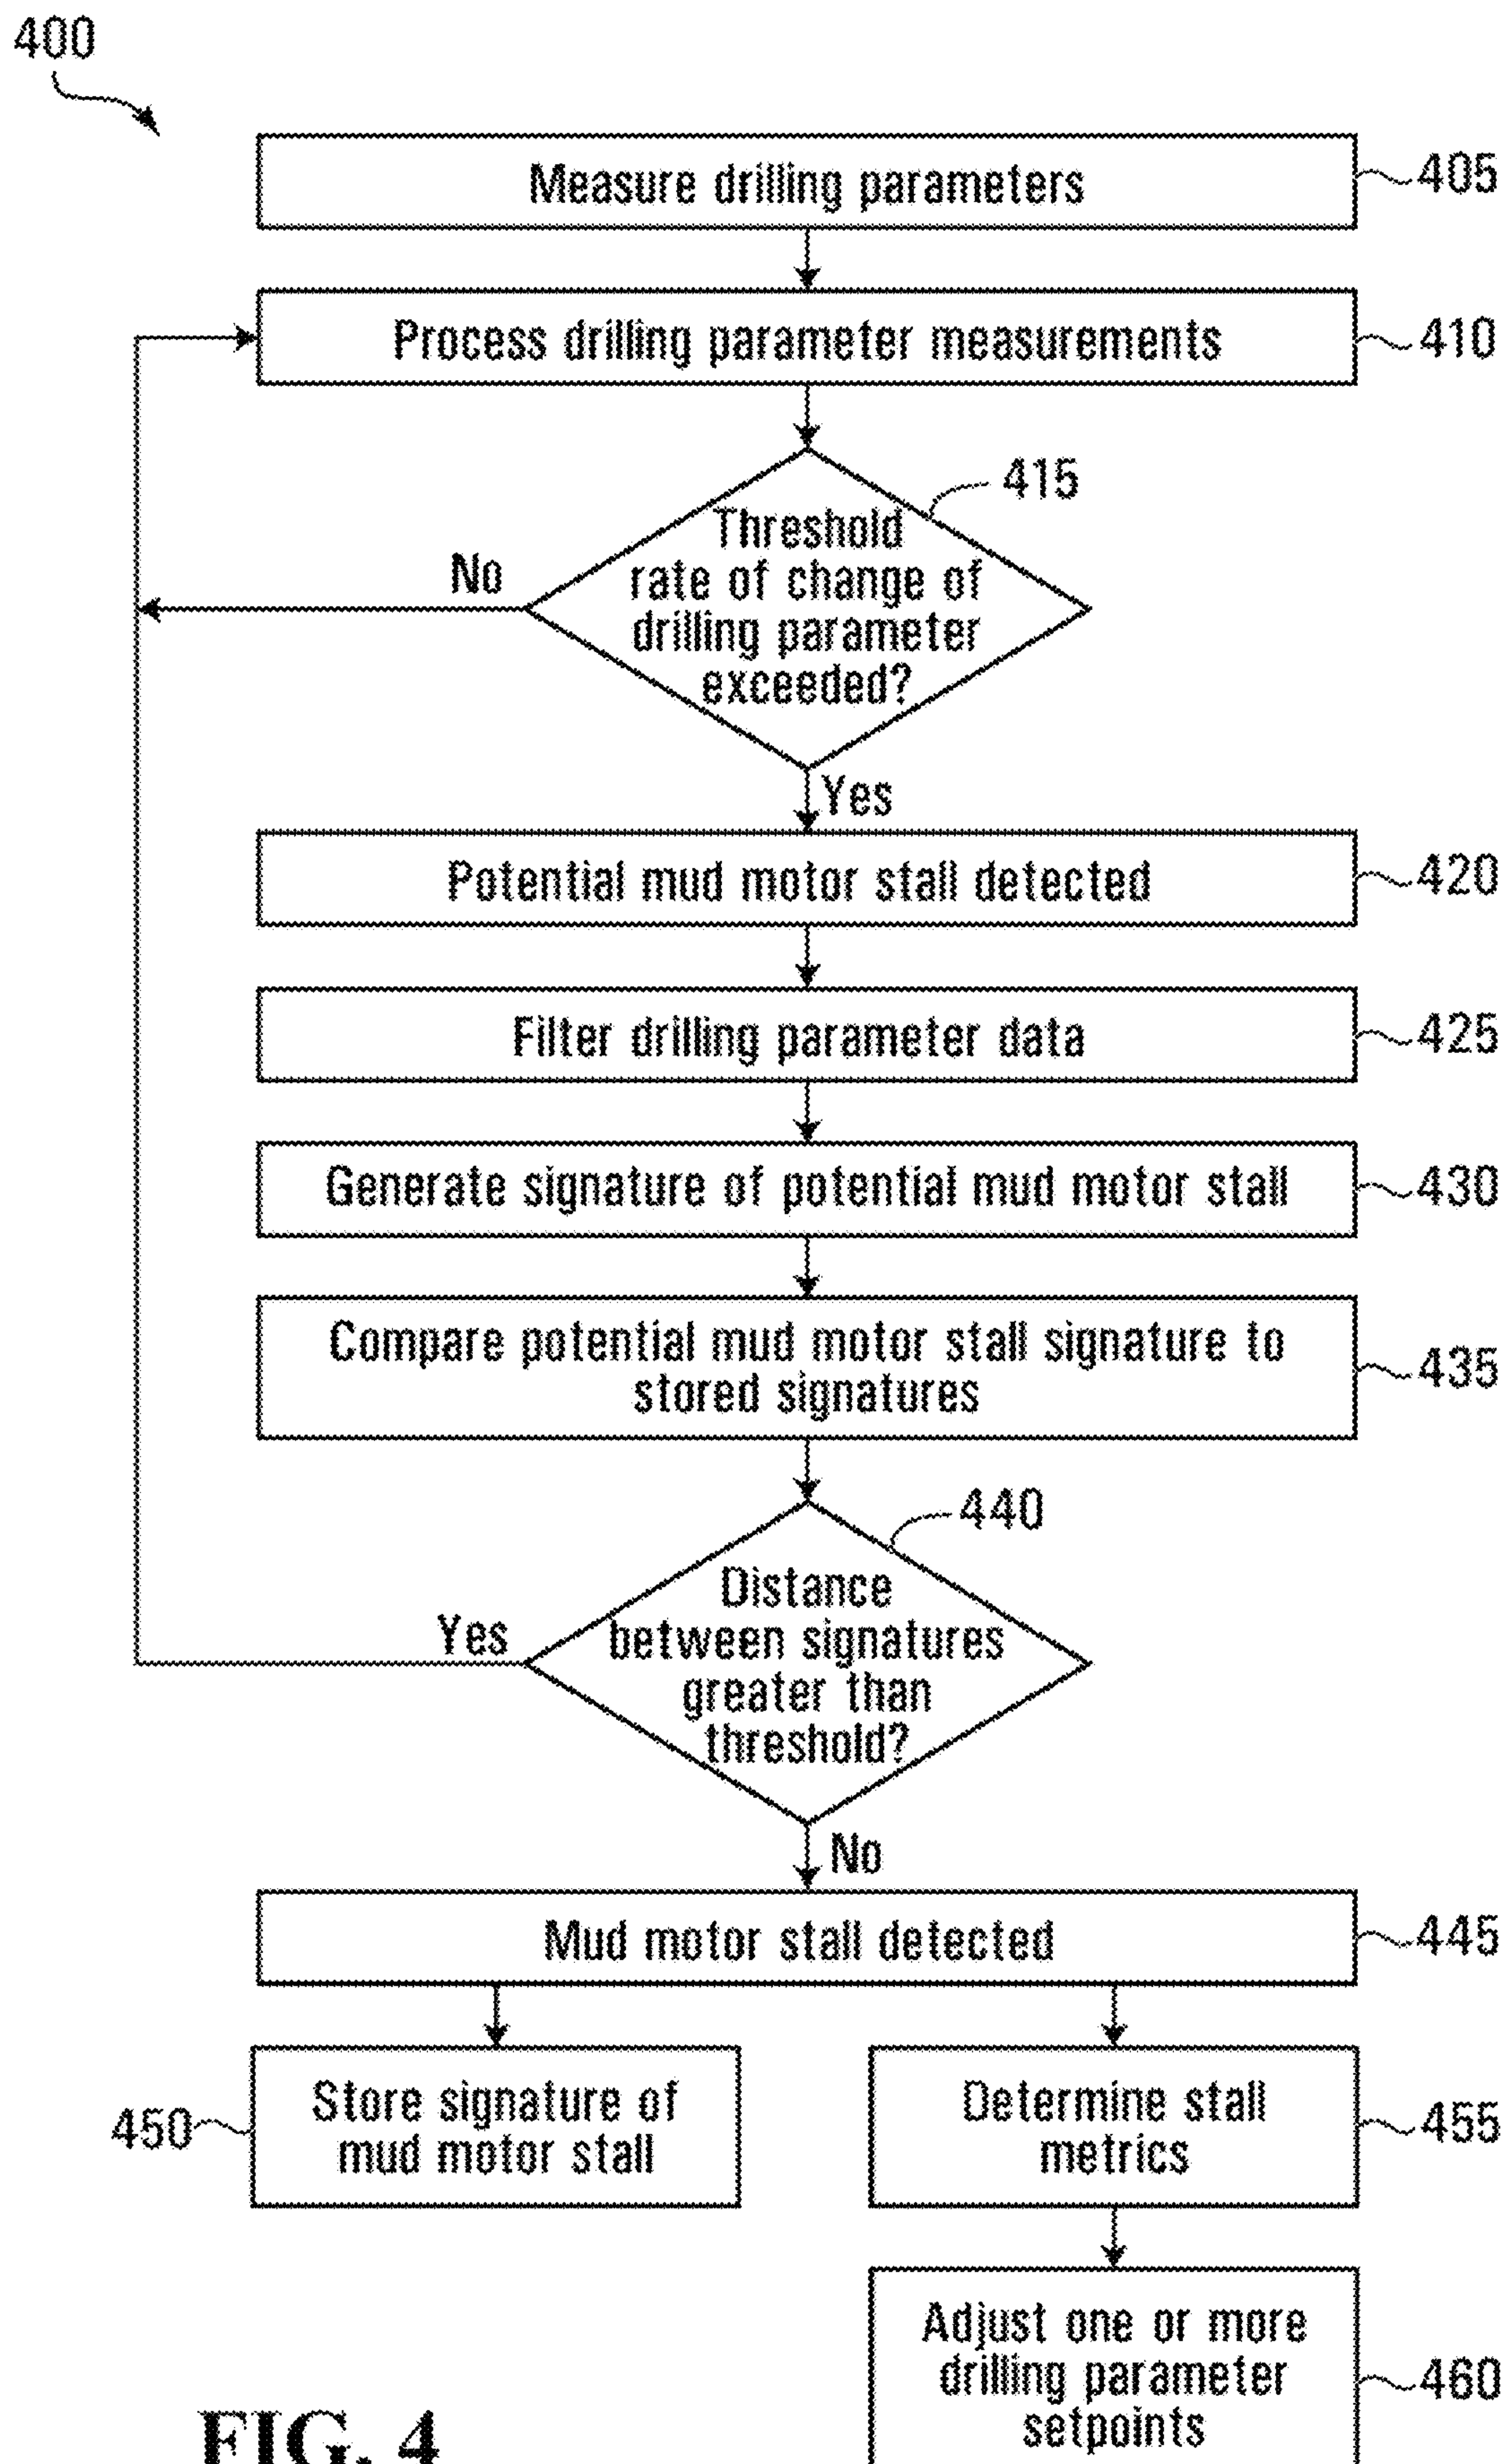 400
Measure drilling parameters
405
Process drilling parameter measurements
410
415
Threshold
rate of change of
drilling parameter
exceeded?
No
Yes
Potential mud motor stall detected
420
Filter drilling parameter data
425
Generate signature of potential mud motor stall
430
Compare potential mud motor stall signature to
stored signatures
435
440
Distance
between signatures
greater than
threshold?
Yes
No
Mud motor stall detected
445
Store signature of
mud motor stall
450
Determine stall
metrics
455
Adjust one or more
drilling parameter
setpoints
460
FIG. 4